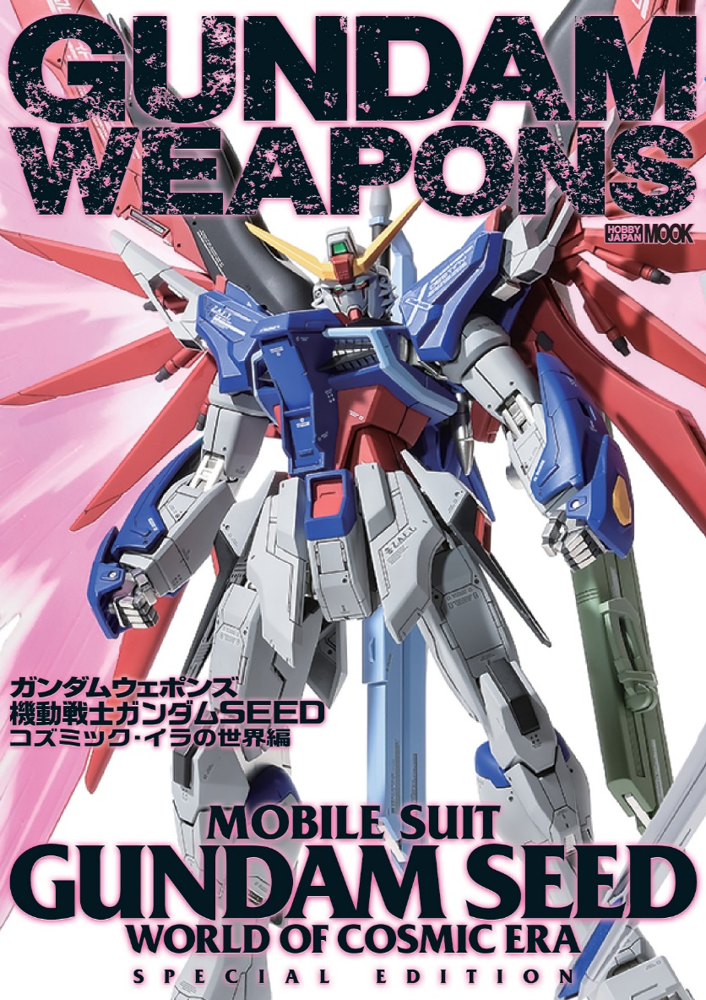 GUNDAM
WEAPONS
HOBBY
JAPAN MOOK
Z.A.F.T.
ガンダムウェポンズ
機動戦士ガンダムSEED
コズミック・イラの世界編
MOBILE SUIT
GUNDAM SEED
WORLD OF COSMIC ERA
SPECIAL EDITION